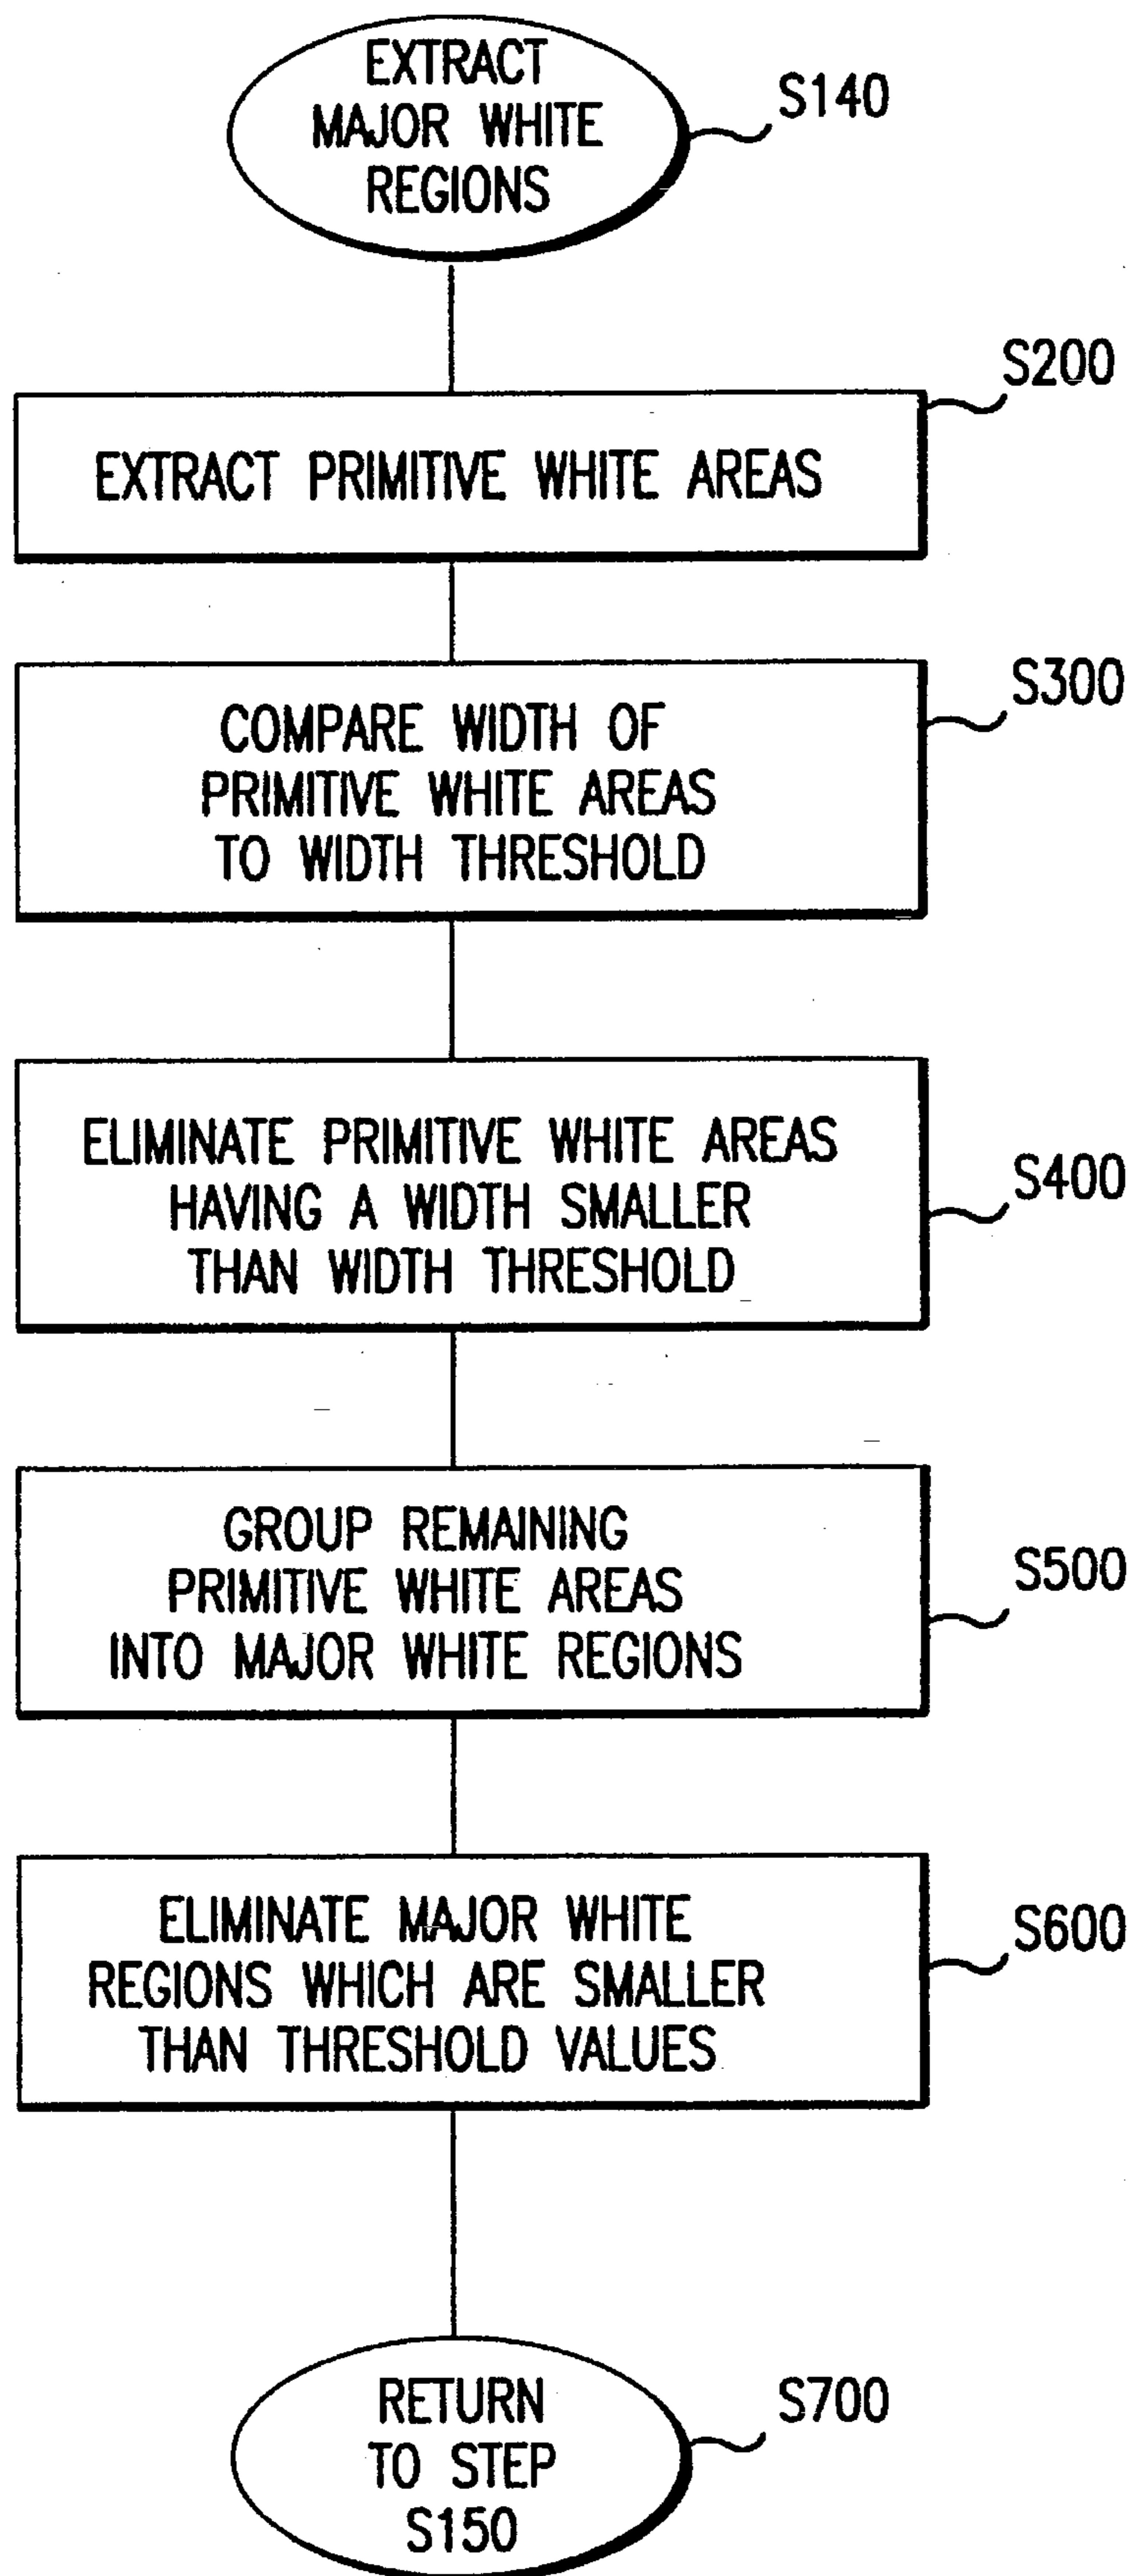 EXTRACT
MAJOR WHITE
REGIONS
S140
S200
EXTRACT PRIMITIVE WHITE AREAS
S300
COMPARE WIDTH OF
PRIMITIVE WHITE AREAS
TO WIDTH THRESHOLD
ELIMINATE PRIMITIVE WHITE AREAS
HAVING A WIDTH SMALLER
THAN WIDTH THRESHOLD
S400
GROUP REMAINING
PRIMITIVE WHITE AREAS
INTO MAJOR WHITE REGIONS
S500
ELIMINATE MAJOR WHITE
REGIONS WHICH ARE SMALLER
THAN THRESHOLD VALUES
S600
RETURN
TO STEP
S150
S700